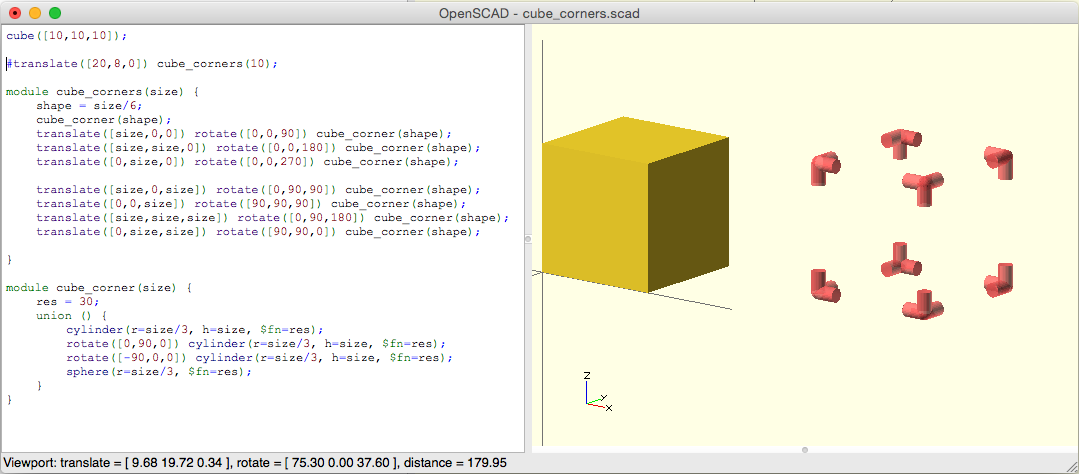 OpenSCAD - cube_corners.scad
cube([10,10,10]);
#translate([20,8,0]) cube_corners(10);
module cube_corners(size) {
    shape = size/6;
    cube_corner(shape);
    translate([size,0,0]) rotate([0,0,90]) cube_corner(shape);
    translate([size,size,0]) rotate([0,0,180]) cube_corner(shape);
    translate([0,size,0]) rotate([0,0,270]) cube_corner(shape);
    translate([size,0,size]) rotate([0,90,90]) cube_corner(shape);
    translate([0,0,size]) rotate([90,90,90]) cube_corner(shape);
    translate([size,size,size]) rotate([0,90,180]) cube_corner(shape);
    translate([0,size,size]) rotate([90,90,0]) cube_corner(shape);
}
module cube_corner(size) {
    res = 30;
    union () {
        cylinder(r=size/3, h=size, $fn=res);
        rotate([0,90,0]) cylinder(r=size/3, h=size, $fn=res);
        rotate([-90,0,0]) cylinder(r=size/3, h=size, $fn=res);
        sphere(r=size/3, $fn=res);
    }
}
Z
Y
X
Viewport: translate = [ 9.68 19.72 0.34 ], rotate = [ 75.30 0.00 37.60 ], distance = 179.95